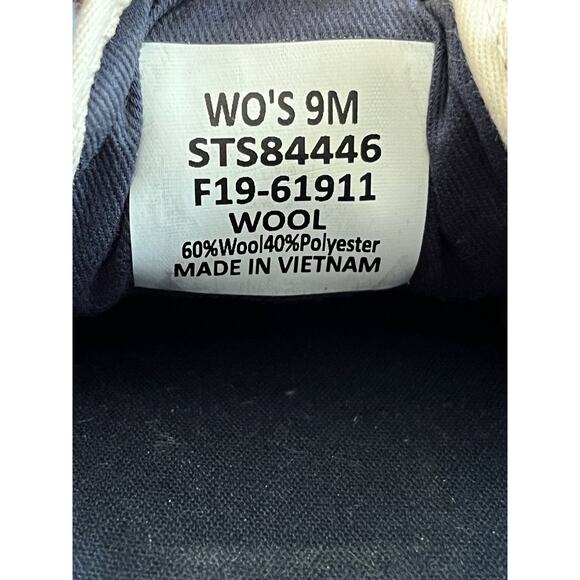 WO'S 9M
STS84446
F19-61911
WOOL
60%Wool40%Polyester
MADE IN VIETNAM